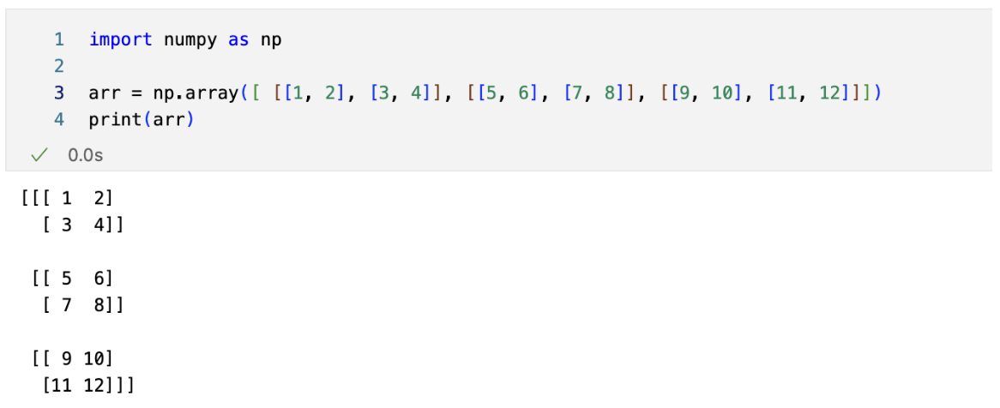 1 import numpy as np
2
3 arr = np.array([ [[1, 2], [3, 4]], [[5, 6], [7, 8]], [[9, 10], [11, 12]]])
4 print(arr)
✓ 0.0s
[[[ 1  2]
  [ 3  4]]

 [[ 5  6]
  [ 7  8]]

 [[ 9 10]
  [11 12]]]